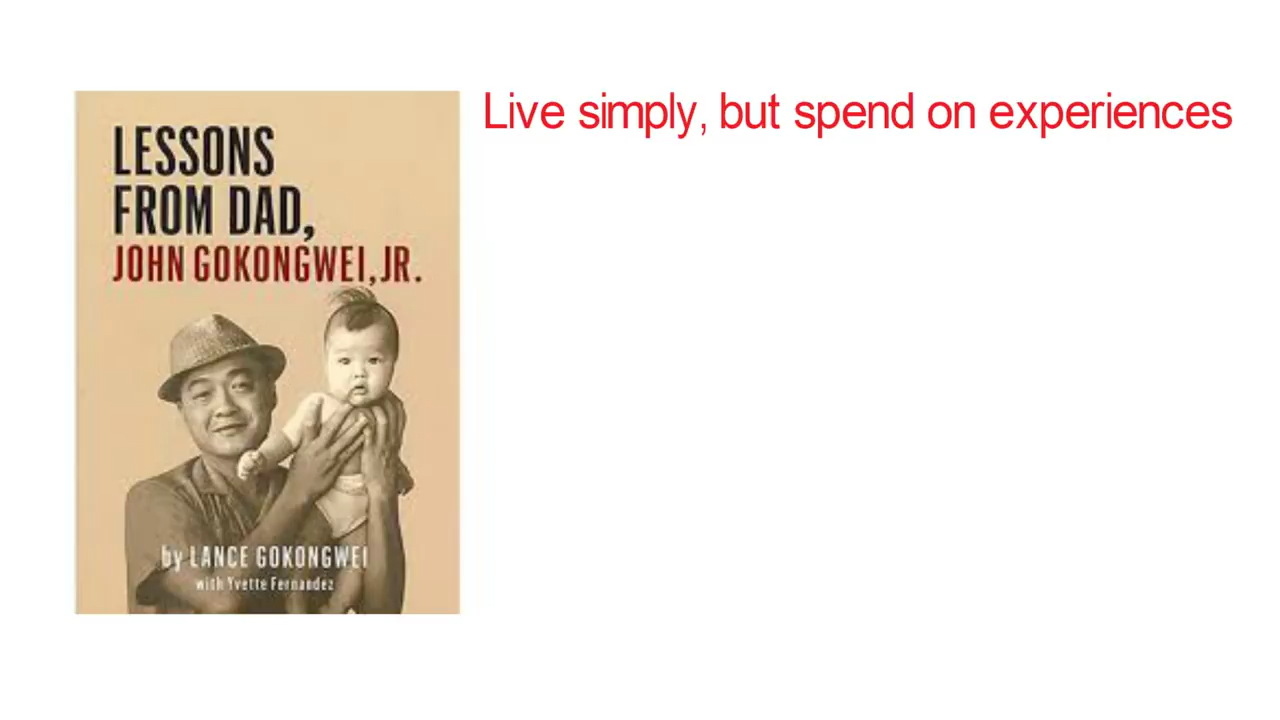 Live simply, but spend on experiences
LESSONS
FROM DAD,
JOHN GOKONGWEI, JR.
by LANCE GOKONGWEI
with Yvette Fernandez